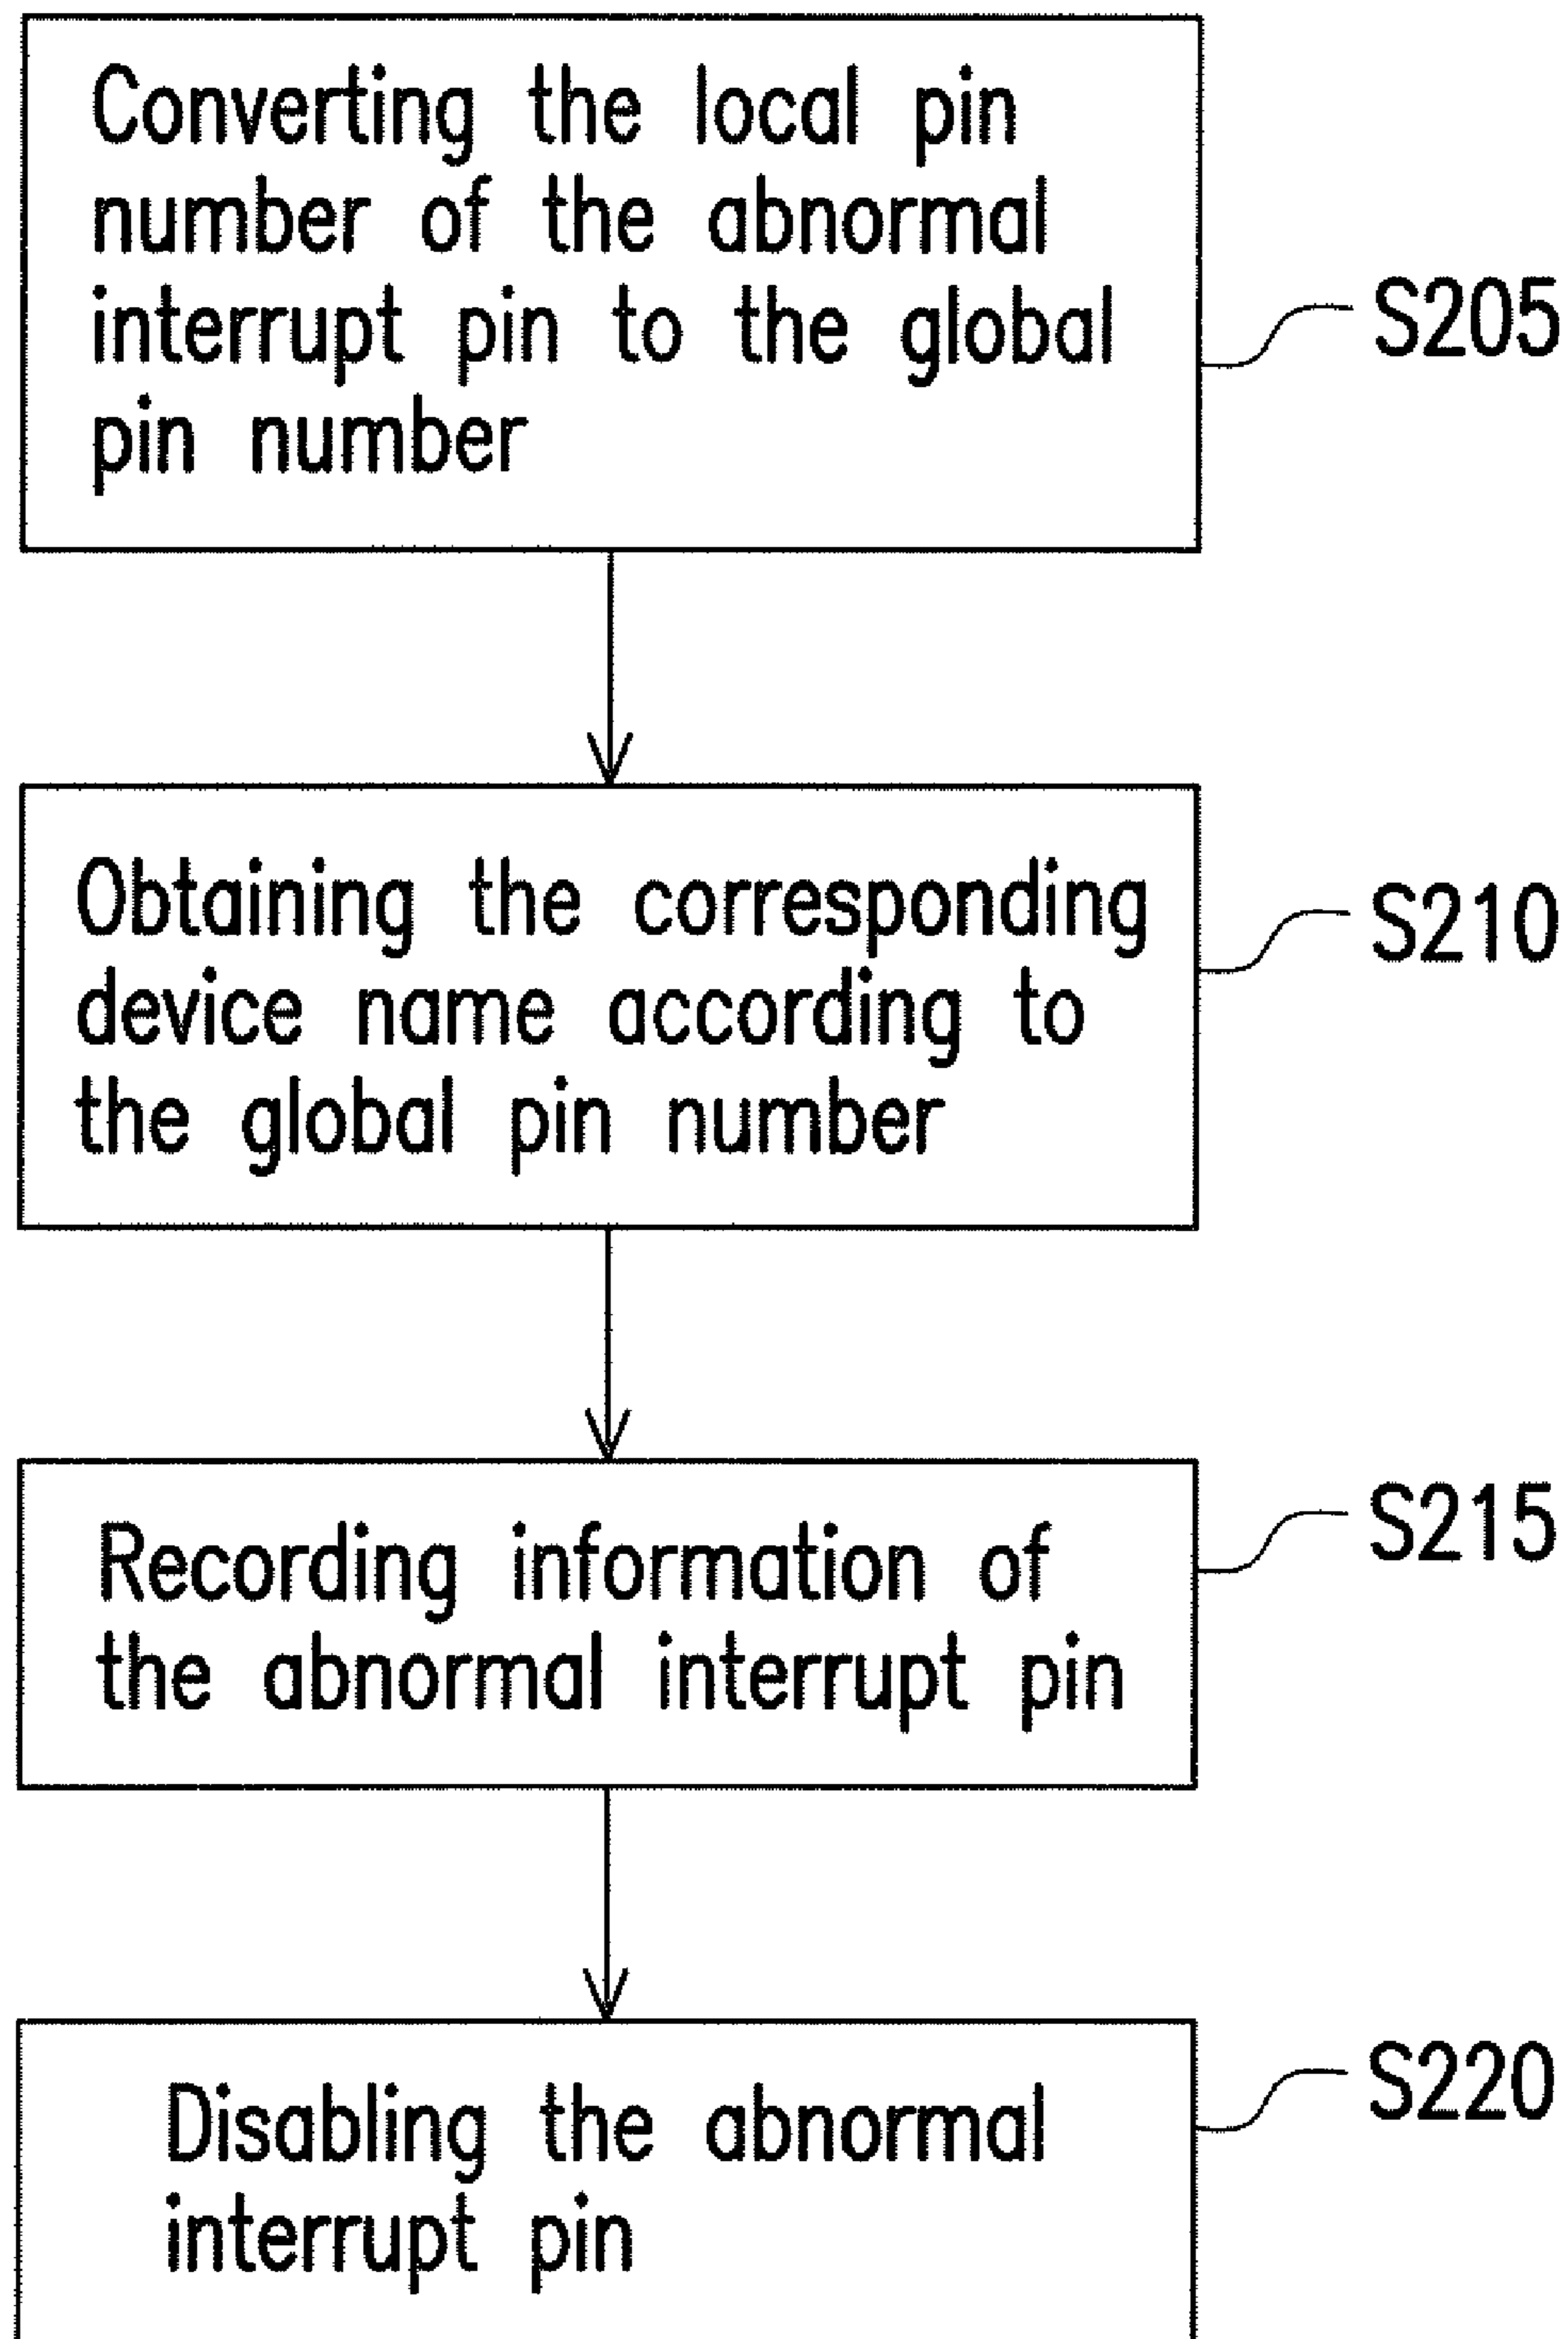 Converting the local pin
number of the abnormal
interrupt pin to the global
pin number
S205
Obtaining the corresponding
device name according to
the global pin number
S210
Recording information of
the abnormal interrupt pin
S215
Disabling the abnormal
interrupt pin
S220